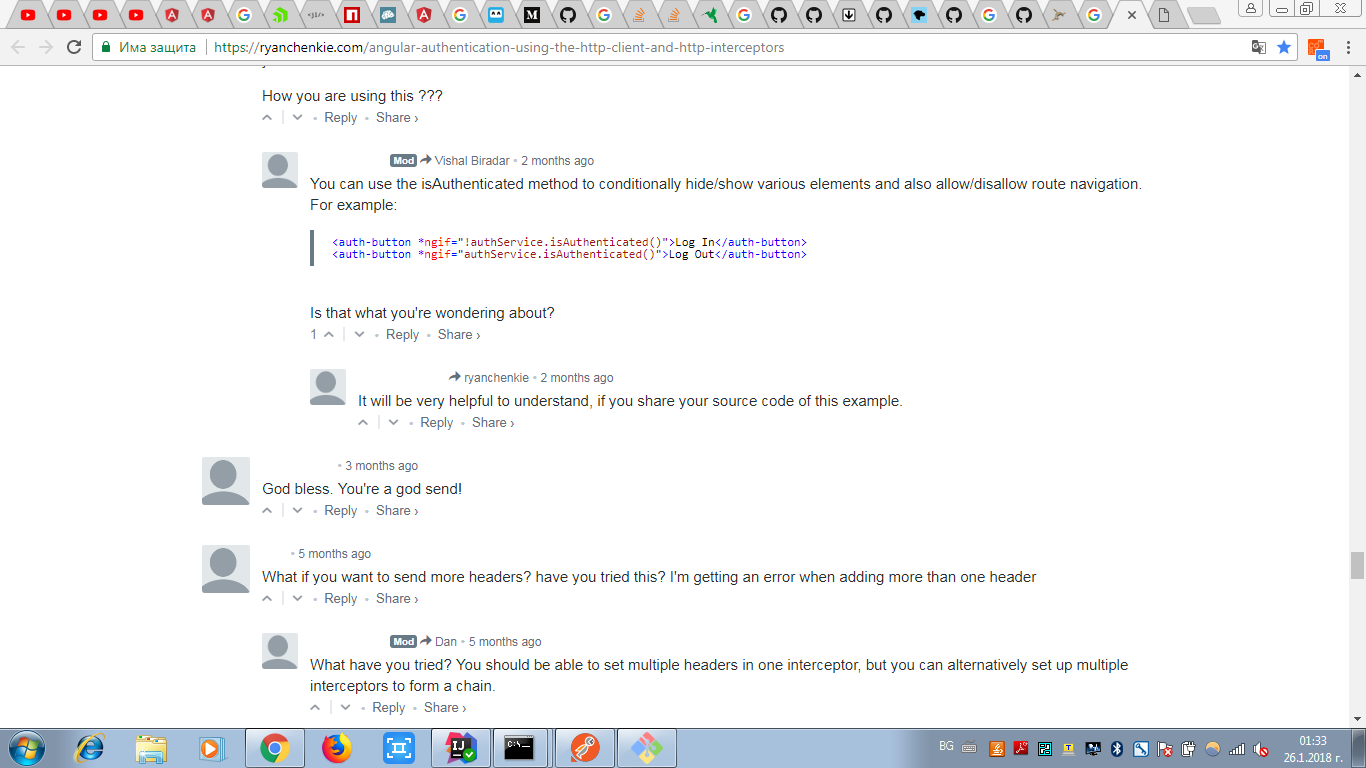 Има защита
https://ryanchenkie.com/angular-authentication-using-the-http-client-and-http-interceptors
on
How you are using this ???
• Reply • Share ›
Mod Vishal Biradar • 2 months ago
You can use the isAuthenticated method to conditionally hide/show various elements and also allow/disallow route navigation.
For example:
<auth-button *ngif="!authService.isAuthenticated()">Log In</auth-button>
<auth-button *ngif="authService.isAuthenticated()">Log Out</auth-button>
Is that what you're wondering about?
1 • Reply • Share ›
ryanchenkie • 2 months ago
It will be very helpful to understand, if you share your source code of this example.
• Reply • Share ›
• 3 months ago
God bless. You're a god send!
• Reply • Share ›
• 5 months ago
What if you want to send more headers? have you tried this? I'm getting an error when adding more than one header
• Reply • Share ›
Mod Dan • 5 months ago
What have you tried? You should be able to set multiple headers in one interceptor, but you can alternatively set up multiple
interceptors to form a chain.
• Reply • Share ›
BG
01:33
26.1.2018 г.